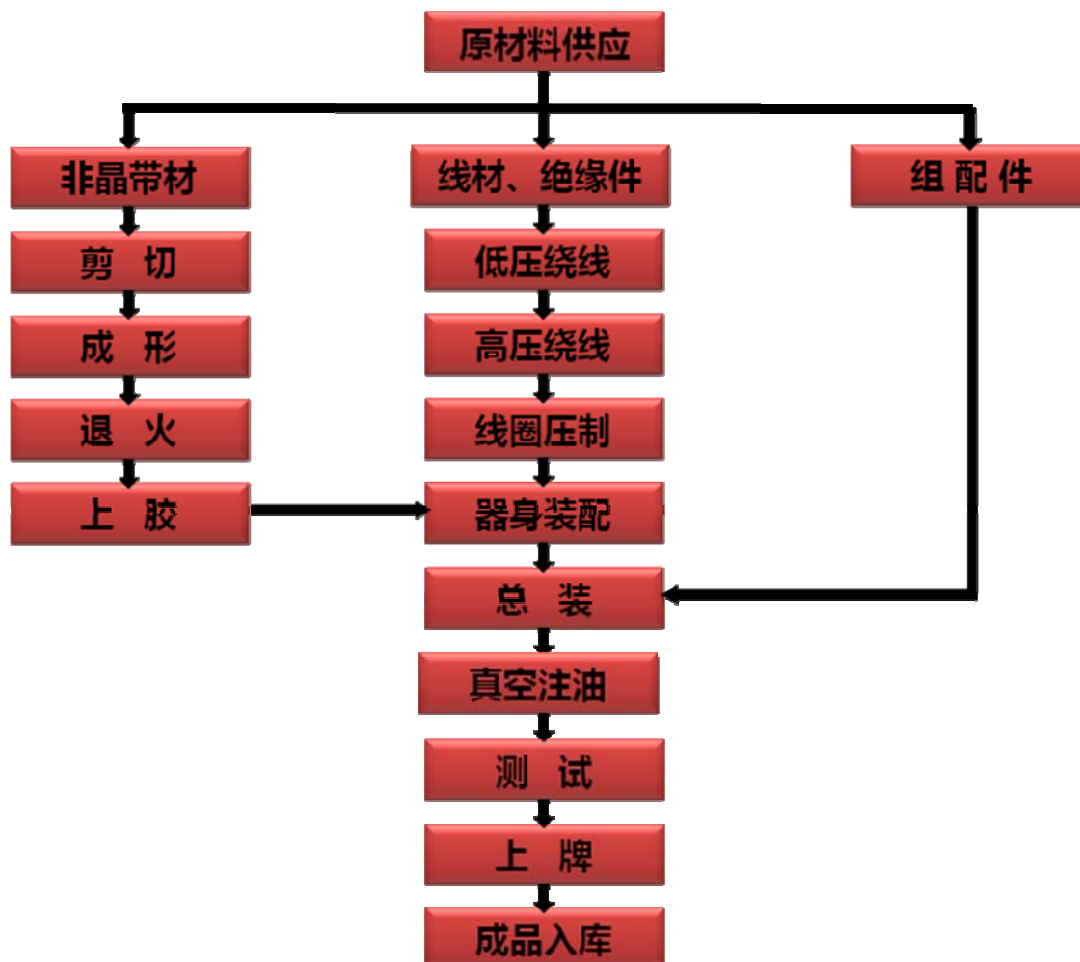 原材料供应
非晶带材
线材、绝缘件
组 配 件
剪 切
低压绕线
成 形
高压绕线
退 火
线圈压制
上 胶
器身装配
总 装
真空注油
测 试
上 牌
成品入库